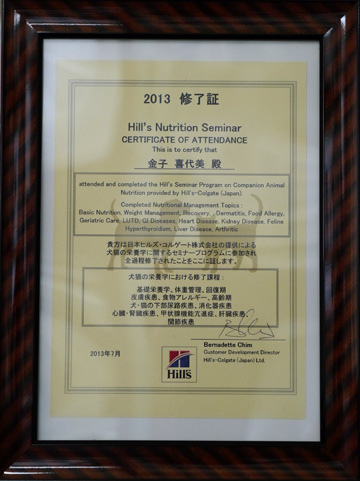 2013 修了証
Hill's Nutrition Seminar
CERTIFICATE OF ATTENDANCE
This is to certify that
金子 喜代美 殿
attended and completed the Hill's Seminar Program on Companion Animal
Nutrition provided by Hill's-Colgate (Japan)
Completed Nutritional Management Topics :
Basic Nutrition, Weight Management, Recovery, , Dermatitis, Food Allergy,
Geriatric Care, LUTD, GI Diseases, Heart Disease, Kidney Disease, Feline
Hyperthyroidism, Liver Disease, Arthritic
貴方は日本ヒルズ・コルゲート株式会社の提供による
犬猫の栄養学に関するセミナープログラムに参加され
全過程修了されたことをここに証します。
犬猫の栄養学における修了課程：
基礎栄養学、体重管理、回復期
皮膚疾患、食物アレルギー、高齢期
犬・猫の下部尿路疾患、消化器疾患
心臓・腎臓疾患、甲状腺機能亢進症、肝臓疾患、
関節疾患
2013年7月
Hill's
Bernadette Chim
Customer Development Director
Hill's-Colgate (Japan) Ltd.